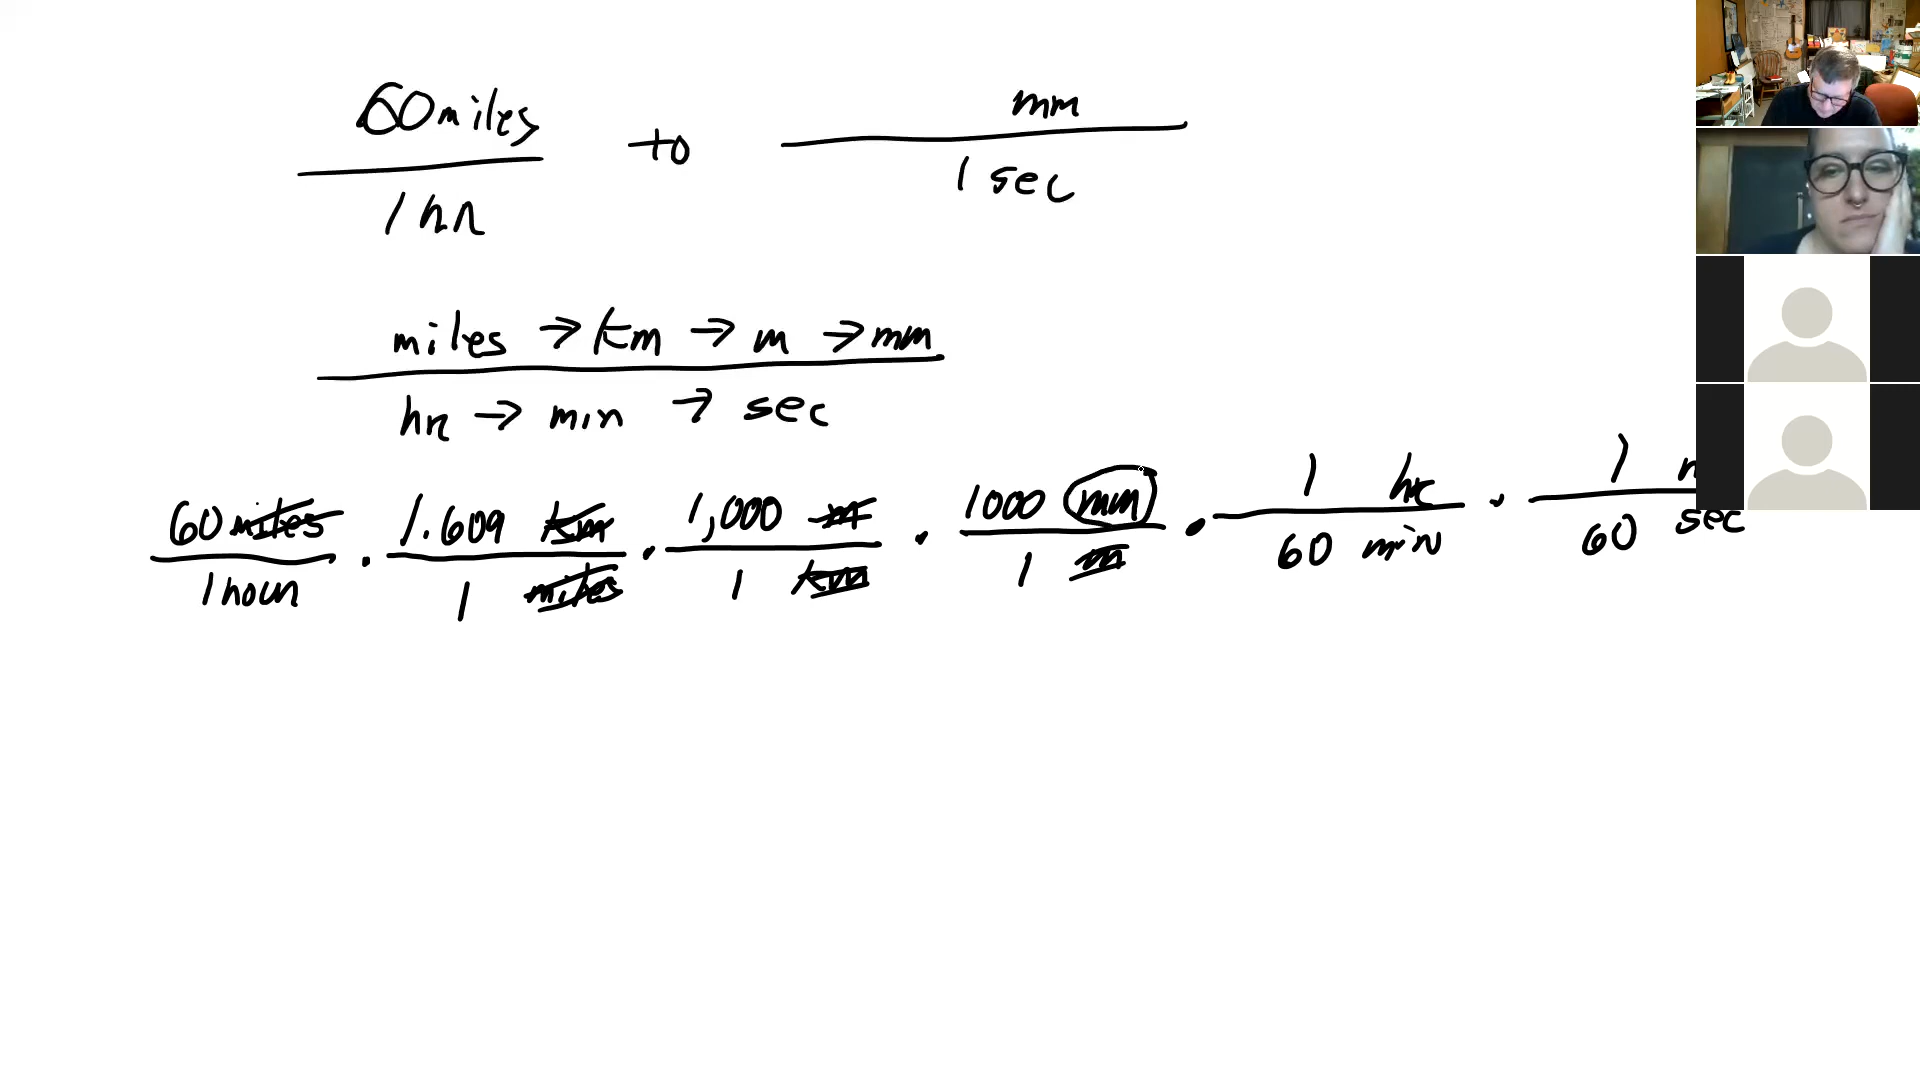 60 miles to mm
1 hr 1 sec
miles → km → m → mm
hr → min → sec
60 miles · 1.609 km · 1,000 m · 1000 mm · 1 hr · 1
1 hour 1 miles 1 km 1 m 60 min 60 sec